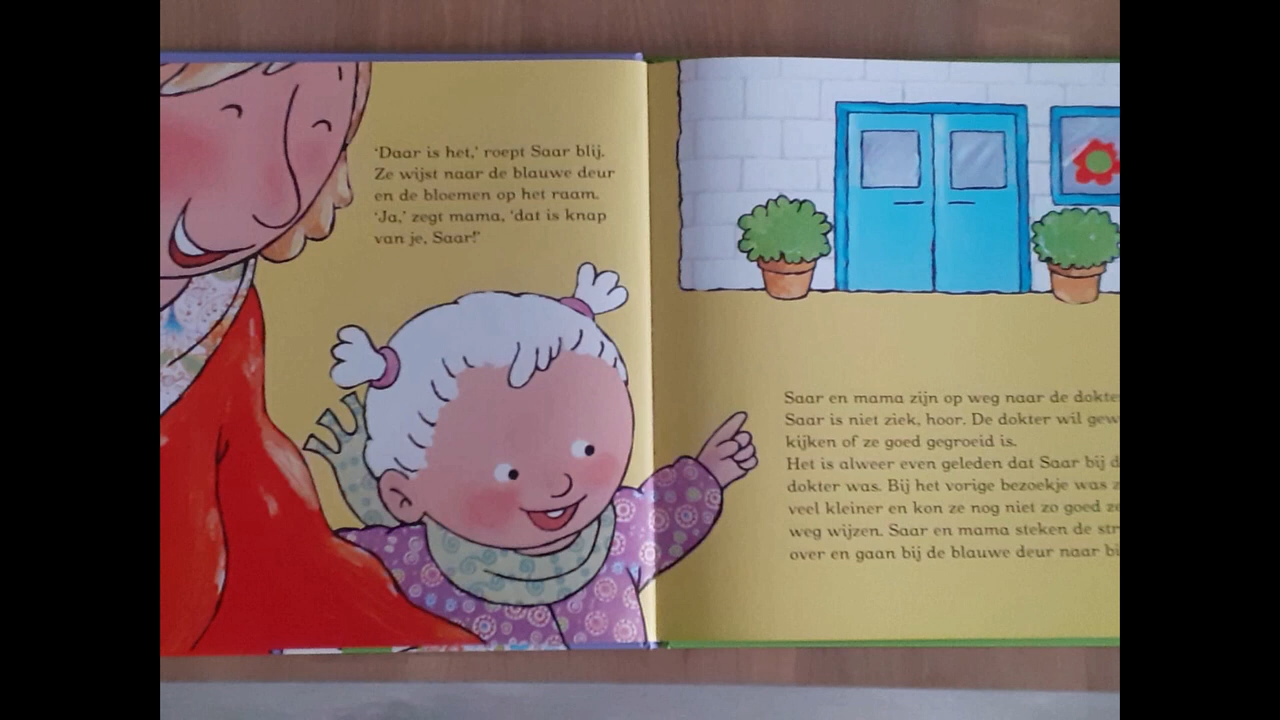 'Daar is het,' roept Saar blij.
Ze wijst naar de blauwe deur
en de bloemen op het raam.
'Ja,' zegt mama, 'dat is knap
van je, Saar!'
Saar en mama zijn op weg naar de
Saar is niet ziek, hoor. De dokter wil
kijken of ze goed gegroeid is.
Het is alweer even geleden dat Saar bij
dokter was. Bij het vorige bezoekje was
veel kleiner en kon ze nog niet zo goed
weg wijzen. Saar en mama steken de
over en gaan bij de blauwe deur naar